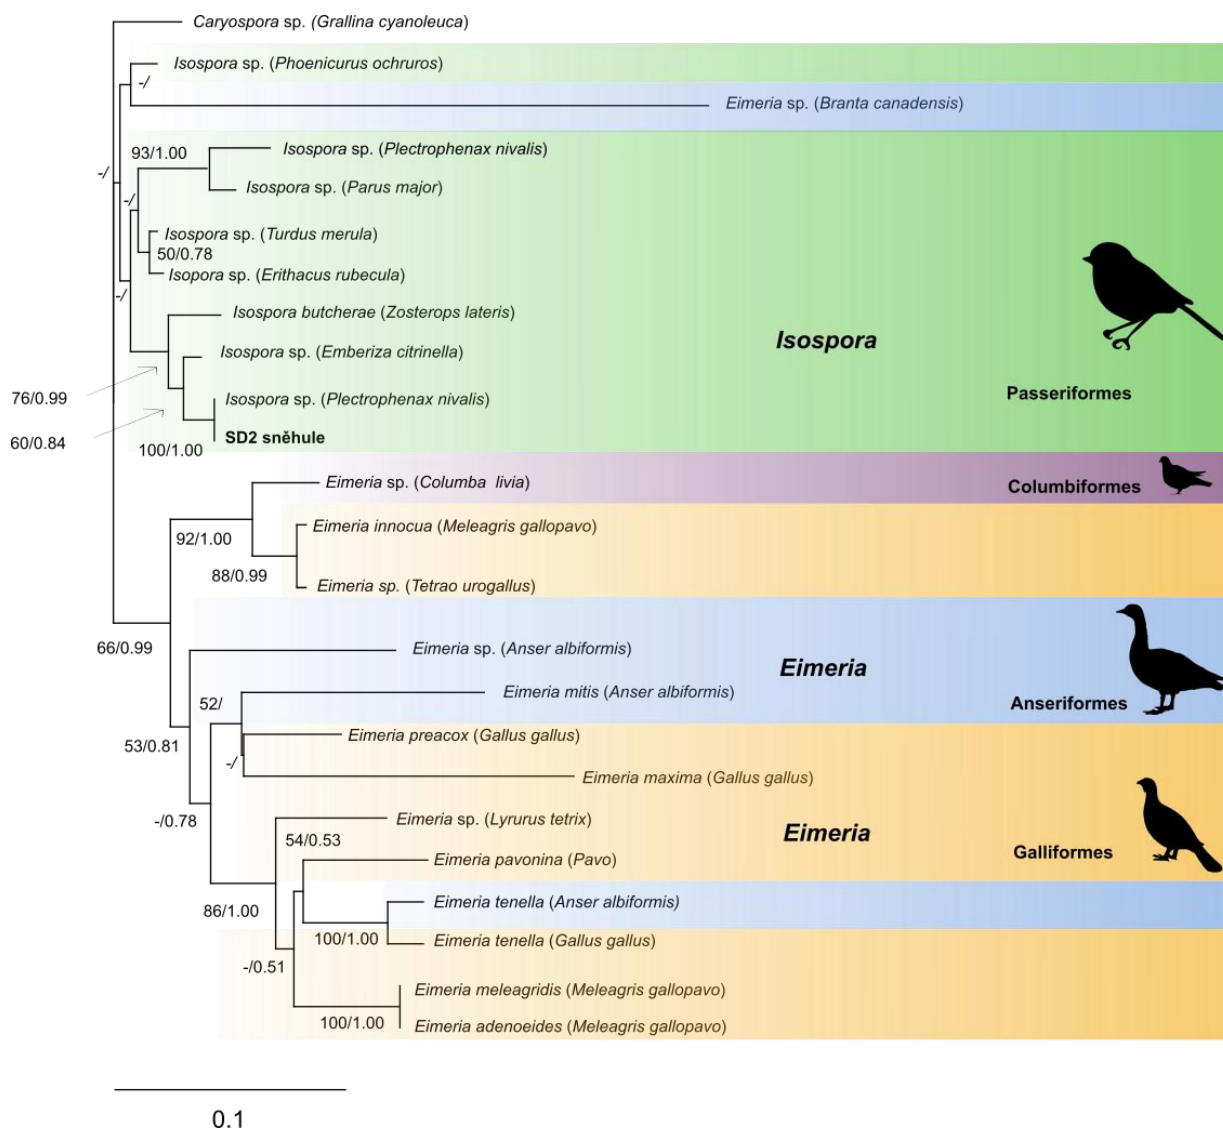 Caryospora sp. (Grallina cyanoleuca)
Isospora sp. (Phoenicurus ochruros)
-/
Eimeria sp. (Branta canadensis)
93/1.00
Isospora sp. (Plectrophenax nivalis)
-/
Isospora sp. (Parus major)
-/
Isospora sp. (Turdus merula)
50/0.78
Isopora sp. (Erithacus rubecula)
-/
Isospora butcherae (Zosterops lateris)
Isospora
Isospora sp. (Emberiza citrinella)
Passeriformes
76/0.99
Isospora sp. (Plectrophenax nivalis)
60/0.84
SD2 sněhule
100/1.00
Eimeria sp. (Columba livia)
Columbiformes
Eimeria innocua (Meleagris gallopavo)
92/1.00
88/0.99
Eimeria sp. (Tetrao urogallus)
66/0.99
Eimeria sp. (Anser albiformis)
Eimeria
Eimeria mitis (Anser albiformis)
52/
Anseriformes
Eimeria preacox (Gallus gallus)
53/0.81
-/
Eimeria maxima (Gallus gallus)
-/0.78
Eimeria sp. (Lyrurus tetrix)
Eimeria
54/0.53
Galliformes
Eimeria pavonina (Pavo)
Eimeria tenella (Anser albiformis)
86/1.00
100/1.00
Eimeria tenella (Gallus gallus)
-/0.51
Eimeria meleagridis (Meleagris gallopavo)
100/1.00
Eimeria adenoeides (Meleagris gallopavo)
0.1